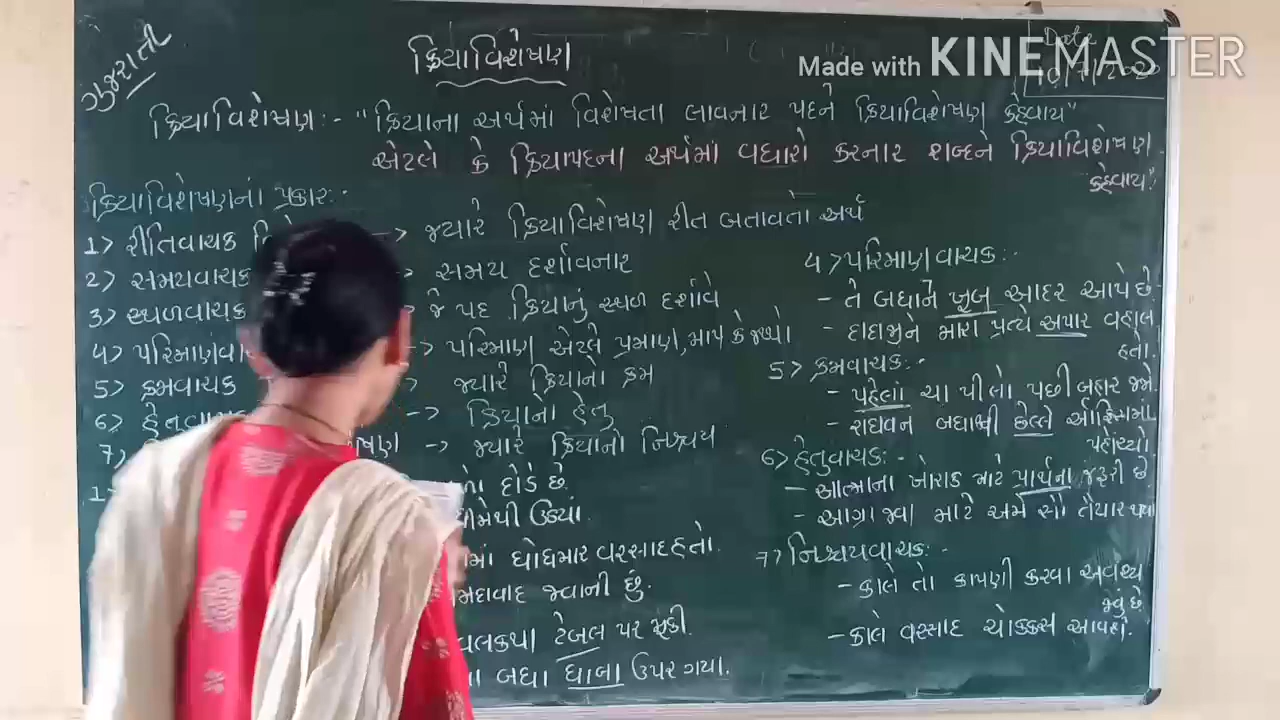 ગુજરાતી
ક્રિયાવિશેષણ
Date
10/7/2020
Made with KINEMASTER
ક્રિયાવિશેષણ:- "ક્રિયાના અર્થમાં વિશેષતા લાવનાર પદને ક્રિયાવિશેષણ કહેવાય"
એટલે કે ક્રિયાપદના અર્થમાં વધારો કરનાર શબ્દને ક્રિયાવિશેષણ
કહેવાય".
ક્રિયાવિશેષણનાં પ્રકાર:-
1> રીતિવાચક -> જ્યારે ક્રિયાવિશેષણ રીત બતાવતો અર્થ
2> સમયવાચક -> સમય દર્શાવનાર
3> સ્થળવાચક -> જે પદ ક્રિયાનું સ્થળ દર્શાવે
4> -> પરિમાણ એટલે પ્રમાણ, માપ કે જથ્થો
5> ક્રમવાચક -> જ્યારે ક્રિયાનો ક્રમ
6> -> ક્રિયાનો હેતુ
7> -> જ્યારે ક્રિયાનો નિશ્ચય
દોડે છે.
ઉઠ્યાં.
ધોધમાર વરસાદ હતો.
જવાની છું.
ટેબલ પર મૂકી.
બધા ધાબા ઉપર ગયા.
4> પરિમાણવાચક:-
- તે બધાને ખૂબ આદર આપે છે.
- દાદાજીને મારા પ્રત્યે અપાર વહાલ
હતો.
5> ક્રમવાચક:-
- પહેલાં ચા પીલો પછી બહાર જજો.
- રાઘવન બધાથી છેલ્લે ઓફિસમાં
પહોંચ્યો.
6> હેતુવાચક:-
- આત્માના ખોરાક માટે પ્રાર્થના જરૂરી છે.
- આગ્રા જવા માટે અમે સૌ તૈયાર થયા
7> નિશ્ચયવાચક:-
- કાલે તો કાપણી કરવા અવશ્ય
જવું છે.
- કાલે વરસાદ ચોક્કસ આવશે.